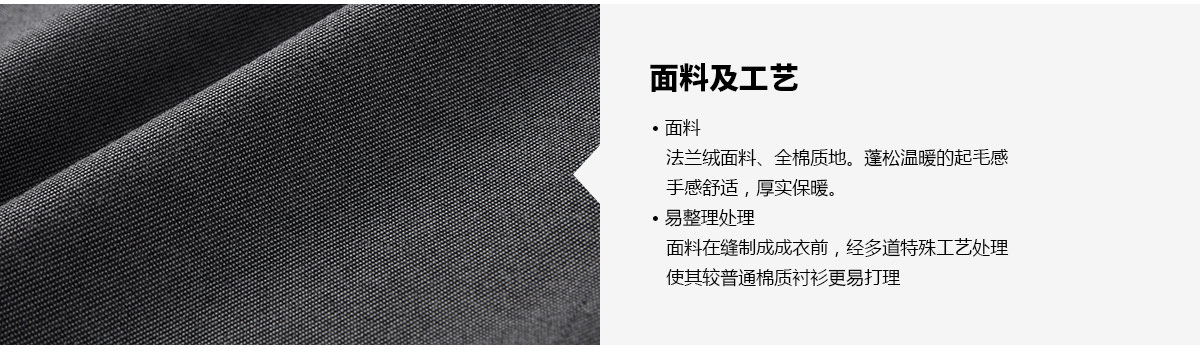 面料及工艺
• 面料
法兰绒面料、全棉质地。蓬松温暖的起毛感
手感舒适，厚实保暖。
• 易整理处理
面料在缝制成成衣前，经多道特殊工艺处理
使其较普通棉质衬衫更易打理